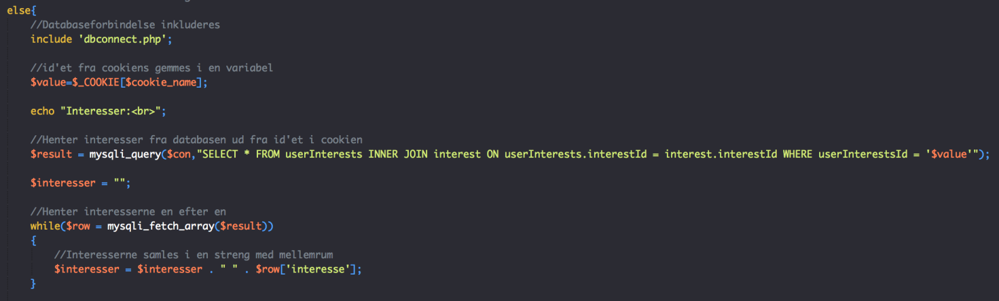 else{
//Databaseforbindelse inkluderes
include 'dbconnect.php';
//id'et fra cookiens gemmes i en variabel
$value=$_COOKIE[$cookie_name];
echo "Interesser:<br>";
//Henter interesser fra databasen ud fra id'et i cookien
$result = mysqli_query($con,"SELECT * FROM userInterests INNER JOIN interest ON userInterests.interestId = interest.interestId WHERE userInterestsId = '$value'");
$interesser = "";
//Henter interesserne en efter en
while($row = mysqli_fetch_array($result))
{
//Interesserne samles i en streng med mellemrum
$interesser = $interesser . " " . $row['interesse'];
}